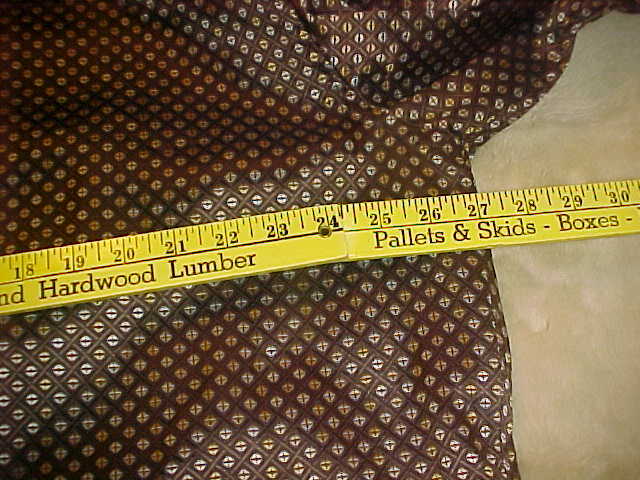 18 19 20 21 22 23 24 25 26 27 28 29 30
nd Hardwood Lumber Pallets & Skids - Boxes -